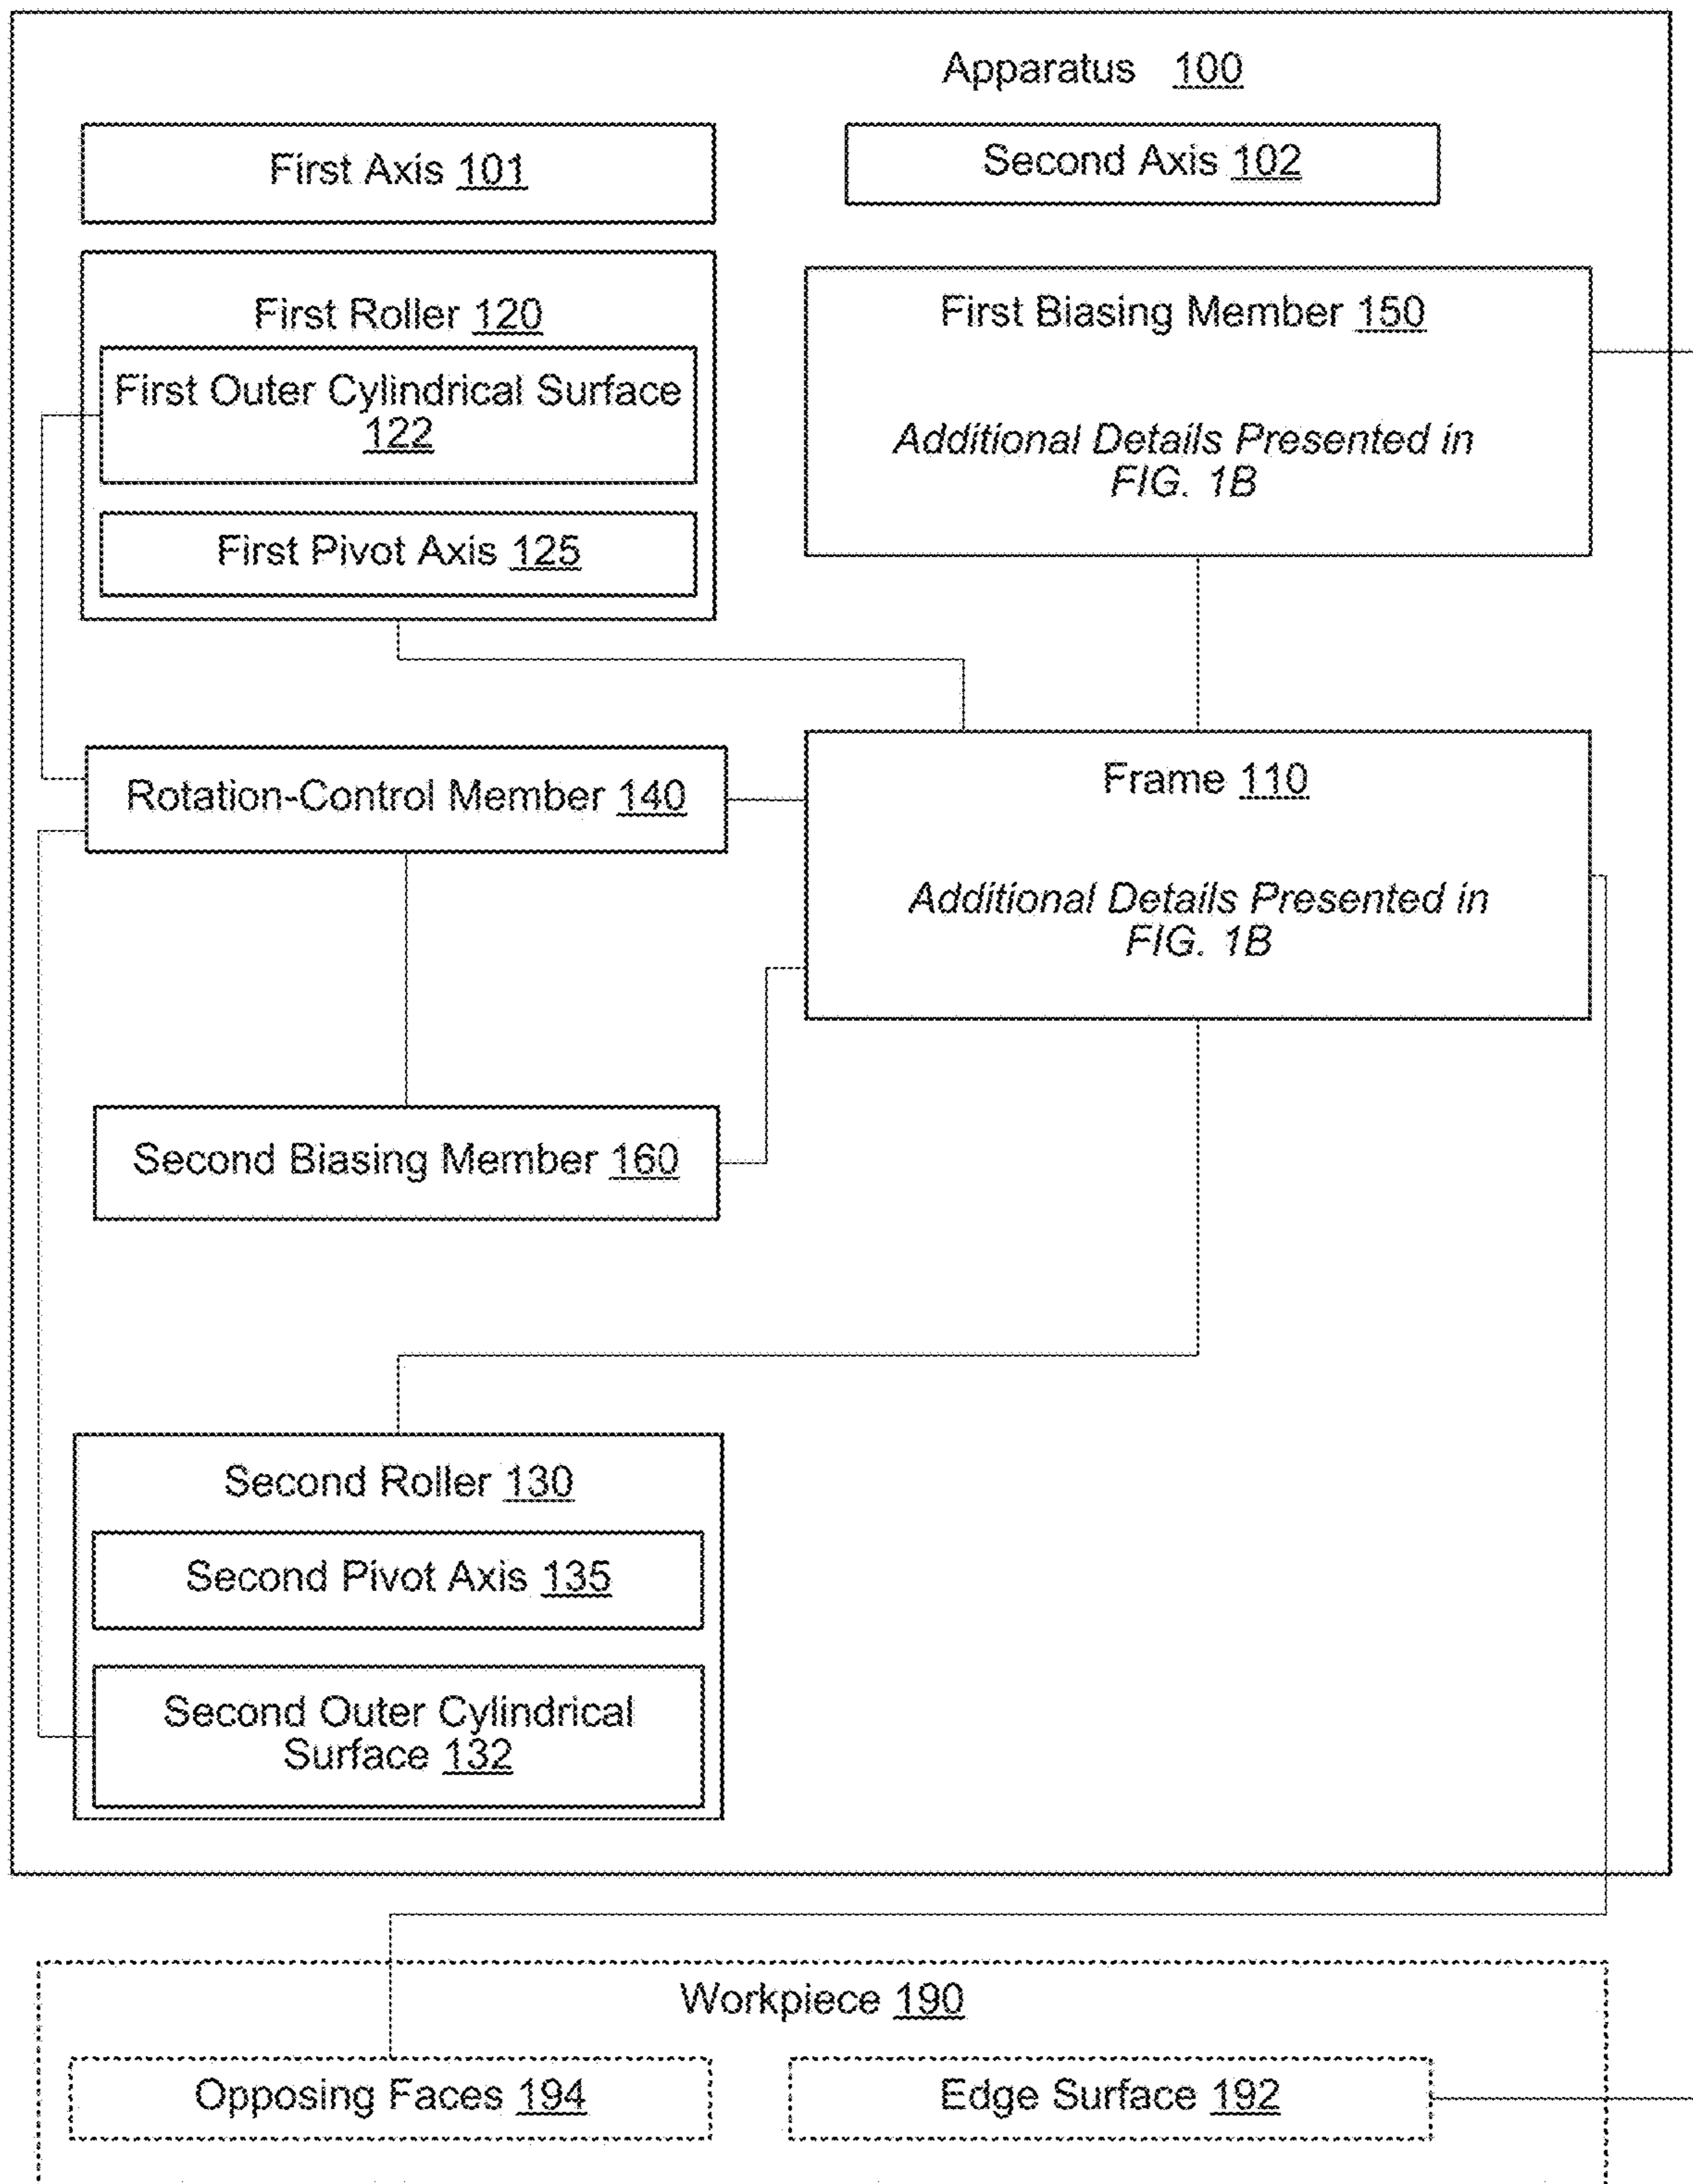 Apparatus 100
First Axis 101
Second Axis 102
First Roller 120
First Outer Cylindrical Surface
122
First Pivot Axis 125
First Biasing Member 150
Additional Details Presented in
FIG. 1B
Rotation-Control Member 140
Frame 110
Additional Details Presented in
FIG. 1B
Second Biasing Member 160
Second Roller 130
Second Pivot Axis 135
Second Outer Cylindrical
Surface 132
Workpiece 190
Opposing Faces 194
Edge Surface 192